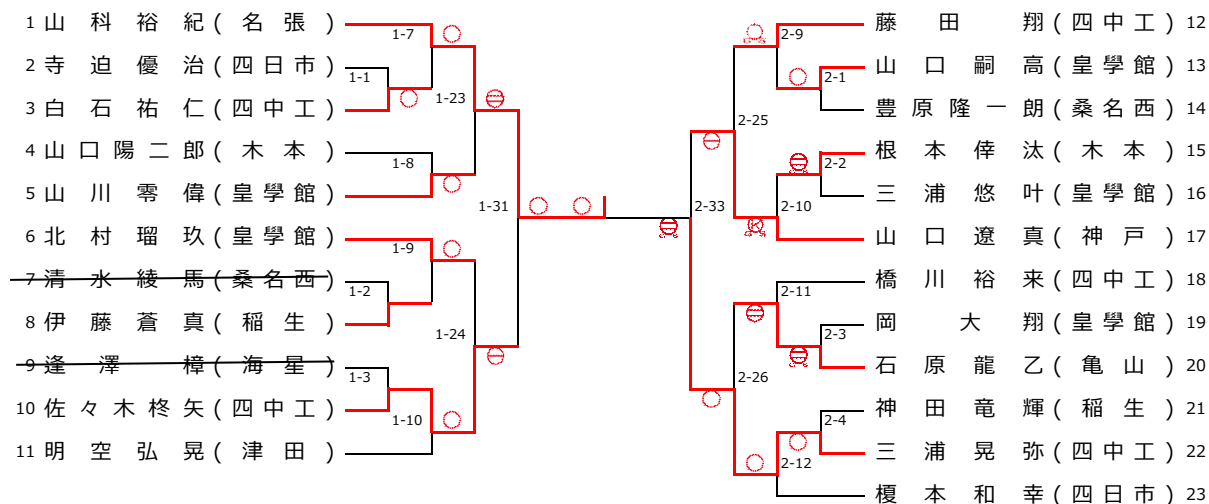 1 山科裕紀(名張)
2 寺迫優治(四日市)
3 白石祐仁(四中工)
4 山口陽二郎(木本)
5 山川零偉(皇學館)
6 北村瑠玖(皇學館)
7 清水綾馬(桑名西)
8 伊藤蒼真(稲生)
9 逢澤樟(海星)
10 佐々木柊矢(四中工)
11 明空弘晃(津田)
1-7
1-1
1-23
1-8
1-31
1-9
1-2
1-24
1-3
1-10
2-9
2-1
2-25
2-2
2-33
2-10
2-11
2-3
2-26
2-4
2-12
藤田翔(四中工) 12
山口嗣高(皇學館) 13
豊原隆一朗(桑名西) 14
根本倖汰(木本) 15
三浦悠叶(皇學館) 16
山口遼真(神戸) 17
橋川裕来(四中工) 18
岡大翔(皇學館) 19
石原龍乙(亀山) 20
神田竜輝(稲生) 21
三浦晃弥(四中工) 22
榎本和幸(四日市) 23